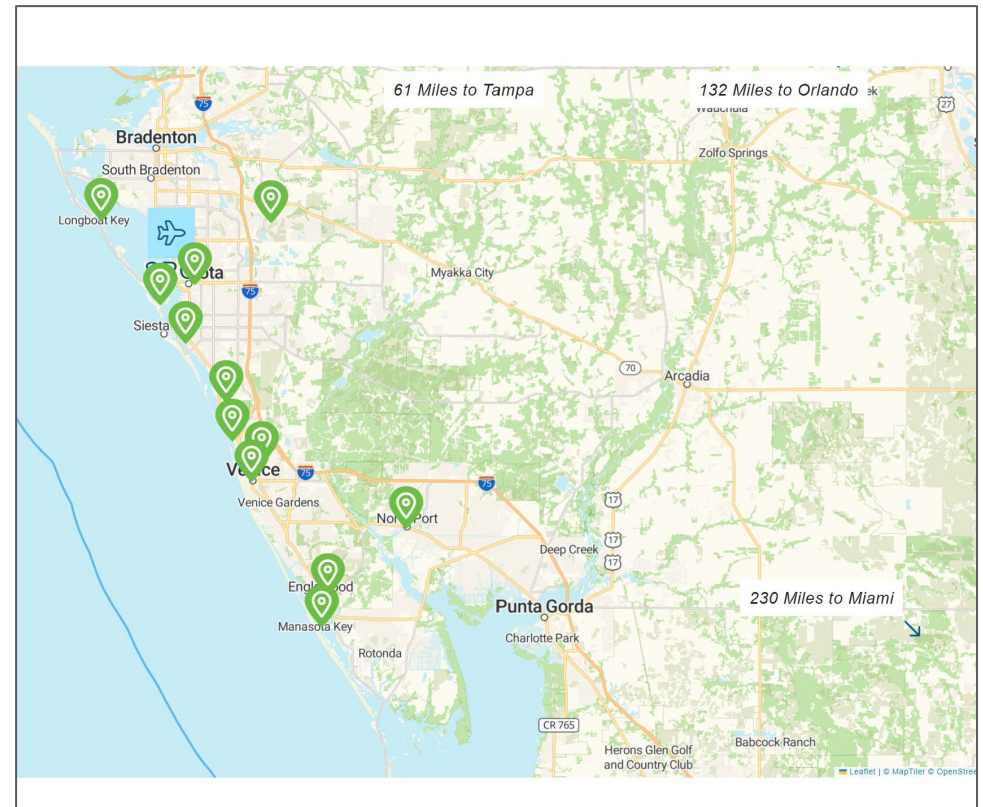 61 Miles to Tampa
132 Miles to Orlando
75
27
Wauchula
Bradenton
Zolfo Springs
South Bradenton
Longboat Key
Myakka City
75
Siesta
70
Arcadia
Venice
75
75
Venice Gardens
17
North Port
17
Deep Creek
17
Englewood
230 Miles to Miami
Punta Gorda
Manasota Key
Charlotte Park
Rotonda
CR 765
Babcock Ranch
Herons Glen Golf
and Country Club
Leaflet | © MapTiler © OpenStree